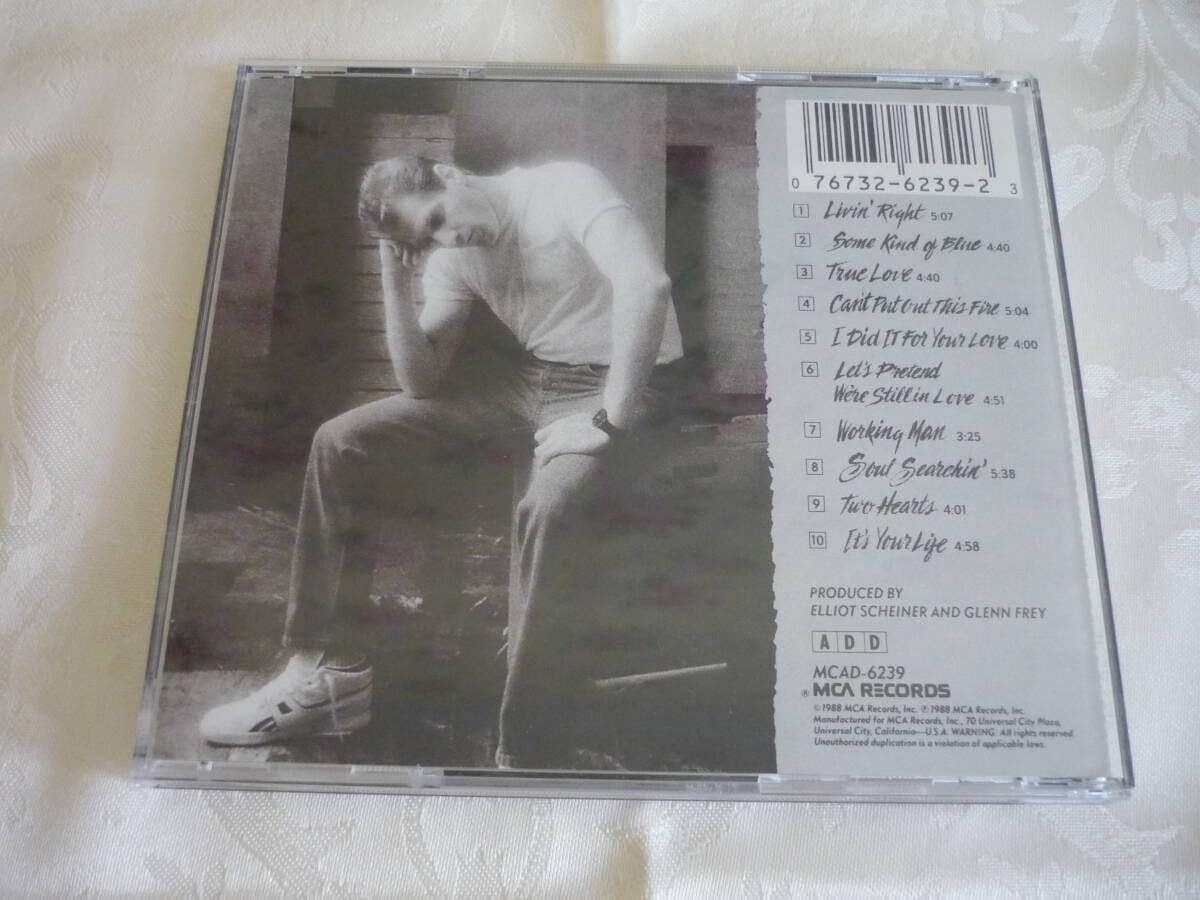 0 76732-6239-2 3
1 Livin' Right 5:07
2 Some Kind of Blue 4:40
3 True Love 4:40
4 Can't Put Out This Fire 5:04
5 I Did It For Your Love 4:00
6 Let's Pretend
We're Still in Love 4:51
7 Working Man 3:25
8 Soul Searchin' 5:38
9 Two Hearts 4:01
10 It's Your Life 4:58
PRODUCED BY
ELLIOT SCHEINER AND GLENN FREY
A D D
MCAD-6239
® MCA RECORDS
©1988 MCA Records, Inc. ℗1988 MCA Records, Inc.
Manufactured for MCA Records, Inc., 70 Universal City Plaza,
Universal City, California—U.S.A. WARNING: All rights reserved.
Unauthorized duplication is a violation of applicable laws.